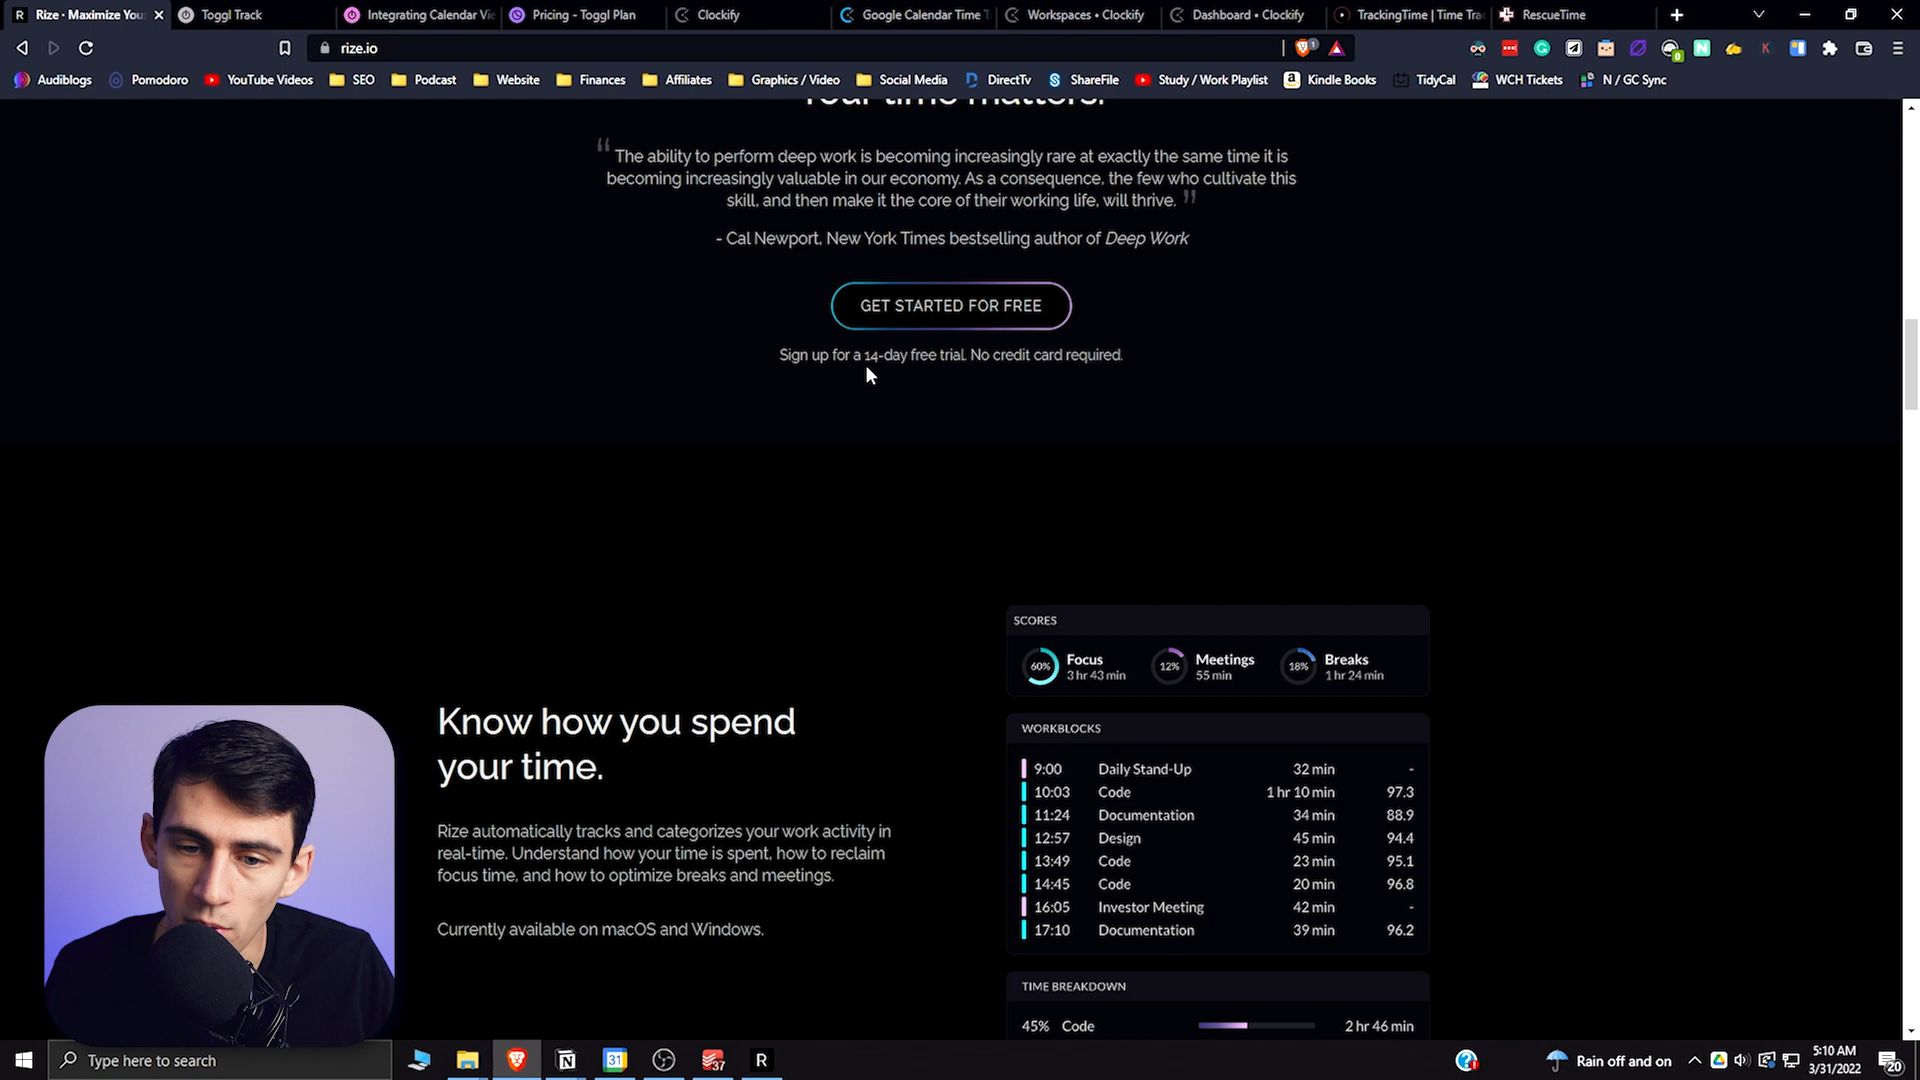 Rize - Maximize You
Toggl Track
Integrating Calendar Vi
Pricing - Toggl Plan
Clockify
Google Calendar Time T
Workspaces • Clockify
Dashboard • Clockify
TrackingTime | Time Tra
RescueTime
rize.io
Audiblogs
Pomodoro
YouTube Videos
SEO
Podcast
Website
Finances
Affiliates
Graphics / Video
Social Media
DirectTv
ShareFile
Study / Work Playlist
Kindle Books
TidyCal
WCH Tickets
N / GC Sync
Your time matters.
“ The ability to perform deep work is becoming increasingly rare at exactly the same time it is
becoming increasingly valuable in our economy. As a consequence, the few who cultivate this
skill, and then make it the core of their working life, will thrive. ”
- Cal Newport, New York Times bestselling author of Deep Work
GET STARTED FOR FREE
Sign up for a 14-day free trial. No credit card required.
Know how you spend
your time.
Rize automatically tracks and categorizes your work activity in
real-time. Understand how your time is spent, how to reclaim
focus time, and how to optimize breaks and meetings.
Currently available on macOS and Windows.
SCORES
60% Focus 3 hr 43 min
12% Meetings 55 min
18% Breaks 1 hr 24 min
WORKBLOCKS
9:00 Daily Stand-Up 32 min -
10:03 Code 1 hr 10 min 97.3
11:24 Documentation 34 min 88.9
12:57 Design 45 min 94.4
13:49 Code 23 min 95.1
14:45 Code 20 min 96.8
16:05 Investor Meeting 42 min -
17:10 Documentation 39 min 96.2
TIME BREAKDOWN
45% Code 2 hr 46 min
Type here to search
31
37
R
Rain off and on
5:10 AM
3/31/2022
20